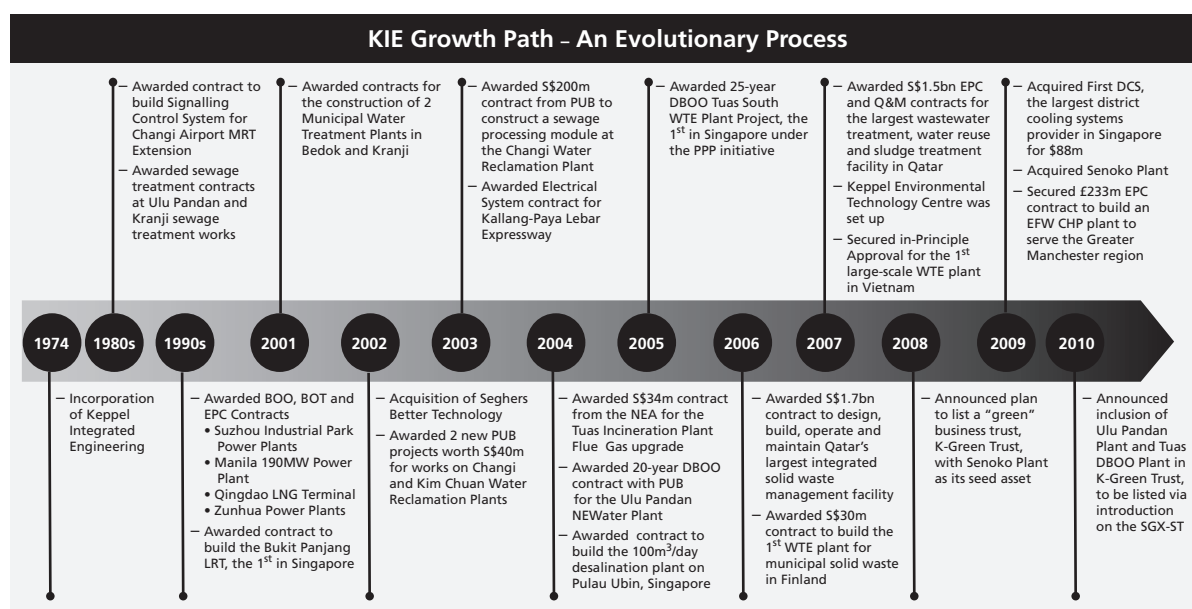 KIE Growth Path – An Evolutionary Process
– Awarded contract to
build Signalling
Control System for
Changi Airport MRT
Extension
– Awarded sewage
treatment contracts
at Ulu Pandan and
Kranji sewage
treatment works
– Awarded contracts for
the construction of 2
Municipal Water
Treatment Plants in
Bedok and Kranji
– Awarded S$200m
contract from PUB to
construct a sewage
processing module at
the Changi Water
Reclamation Plant
– Awarded Electrical
System contract for
Kallang-Paya Lebar
Expressway
– Awarded 25-year
DBOO Tuas South
WTE Plant Project, the
1st in Singapore under
the PPP initiative
– Awarded S$1.5bn EPC
and Q&M contracts for
the largest wastewater
treatment, water reuse
and sludge treatment
facility in Qatar
– Keppel Environmental
Technology Centre was
set up
– Secured in-Principle
Approval for the 1st
large-scale WTE plant
in Vietnam
– Acquired First DCS,
the largest district
cooling systems
provider in Singapore
for $88m
– Acquired Senoko Plant
– Secured £233m EPC
contract to build an
EFW CHP plant to
serve the Greater
Manchester region
1974 1980s 1990s 2001 2002 2003 2004 2005 2006 2007 2008 2009 2010
– Incorporation
of Keppel
Integrated
Engineering
– Awarded BOO, BOT and
EPC Contracts
• Suzhou Industrial Park
Power Plants
• Manila 190MW Power
Plant
• Qingdao LNG Terminal
• Zunhua Power Plants
– Awarded contract to
build the Bukit Panjang
LRT, the 1st in Singapore
– Acquisition of Seghers
Better Technology
– Awarded 2 new PUB
projects worth S$40m
for works on Changi
and Kim Chuan Water
Reclamation Plants
– Awarded S$34m contract
from the NEA for the
Tuas Incineration Plant
Flue Gas upgrade
– Awarded 20-year DBOO
contract with PUB
for the Ulu Pandan
NEWater Plant
– Awarded contract to
build the 100m3/day
desalination plant on
Pulau Ubin, Singapore
– Awarded S$1.7bn
contract to design,
build, operate and
maintain Qatar's
largest integrated
solid waste
management facility
– Awarded S$30m
contract to build the
1st WTE plant for
municipal solid waste
in Finland
– Announced plan
to list a “green”
business trust,
K-Green Trust,
with Senoko Plant
as its seed asset
– Announced
inclusion of
Ulu Pandan
Plant and Tuas
DBOO Plant in
K-Green Trust,
to be listed via
introduction
on the SGX-ST